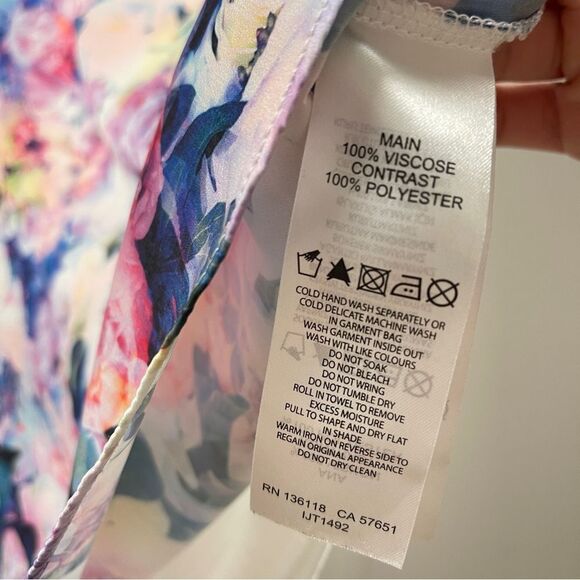 MAIN
100% VISCOSE
CONTRAST
100% POLYESTER
COLD HAND WASH SEPARATELY OR
COLD DELICATE MACHINE WASH
IN GARMENT BAG
WASH GARMENT INSIDE OUT
WASH WITH LIKE COLOURS
DO NOT SOAK
DO NOT BLEACH
DO NOT WRING
DO NOT TUMBLE DRY
ROLL IN TOWEL TO REMOVE
EXCESS MOISTURE
PULL TO SHAPE AND DRY FLAT
IN SHADE
WARM IRON ON REVERSE SIDE TO
REGAIN ORIGINAL APPEARANCE
DO NOT DRY CLEAN
RN 136118 CA 57651
IJT1492